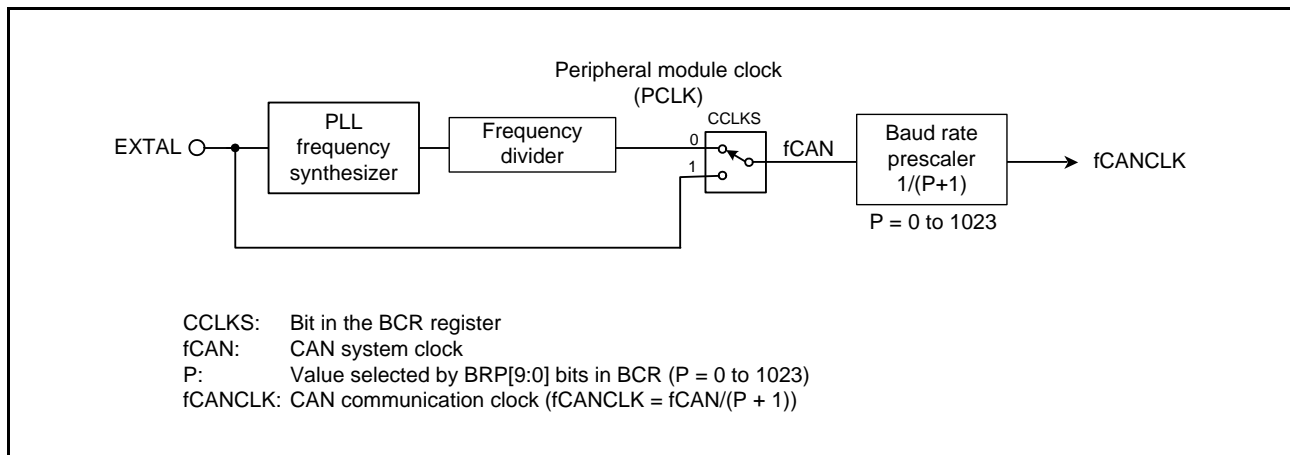 Peripheral module clock
(PCLK)
EXTAL
PLL
frequency
synthesizer
Frequency
divider
CCLKS
0
1
fCAN
Baud rate
prescaler
1/(P+1)
fCANCLK
P = 0 to 1023
CCLKS: Bit in the BCR register
fCAN: CAN system clock
P: Value selected by BRP[9:0] bits in BCR (P = 0 to 1023)
fCANCLK: CAN communication clock (fCANCLK = fCAN/(P + 1))